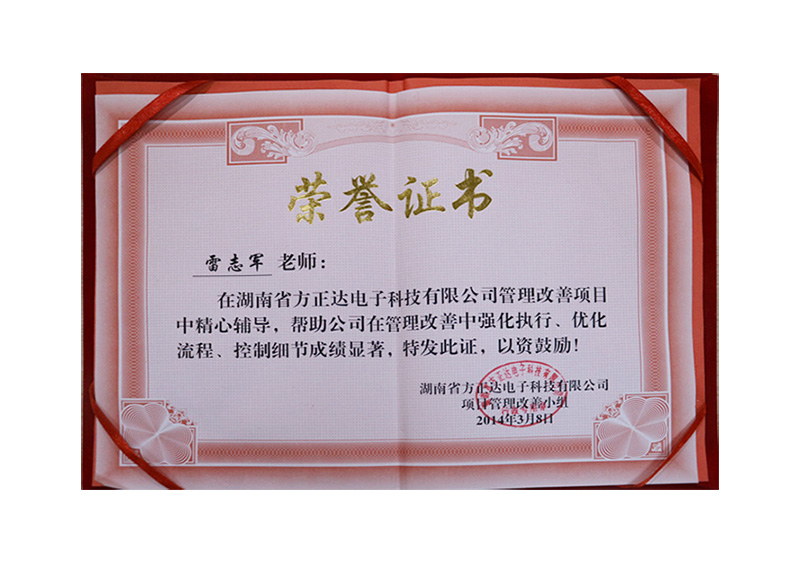 荣誉证书
雷志军 老师：
在湖南省方正达电子科技有限公司管理改善项目
中精心辅导，帮助公司在管理改善中强化执行、优化
流程、控制细节成绩显著，特发此证，以资鼓励！
湖南省方正达电子科技有限公司
项目管理改善小组
2014年3月8日